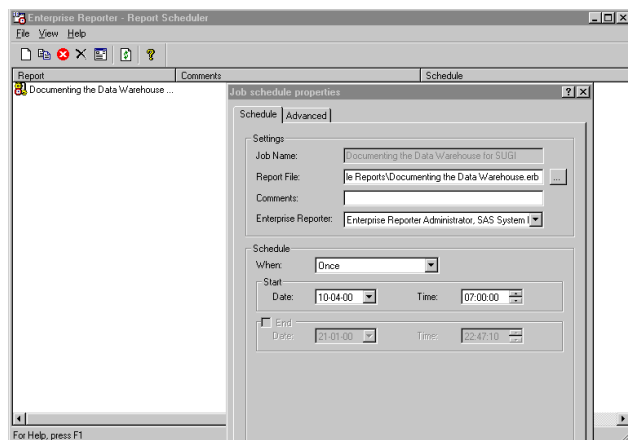 Enterprise Reporter - Report Scheduler
File View Help
Report Comments Schedule
Documenting the Data Warehouse ...
Job schedule properties
Schedule Advanced
Settings
Job Name: Documenting the Data Warehouse for SUGI
Report File: le Reports\Documenting the Data Warehouse.erb ...
Comments:
Enterprise Reporter: Enterprise Reporter Administrator, SAS System
Schedule
When: Once
Start
Date: 10-04-00 Time: 07:00:00
End
Date: 21-01-00 Time: 22:47:10
For Help, press F1